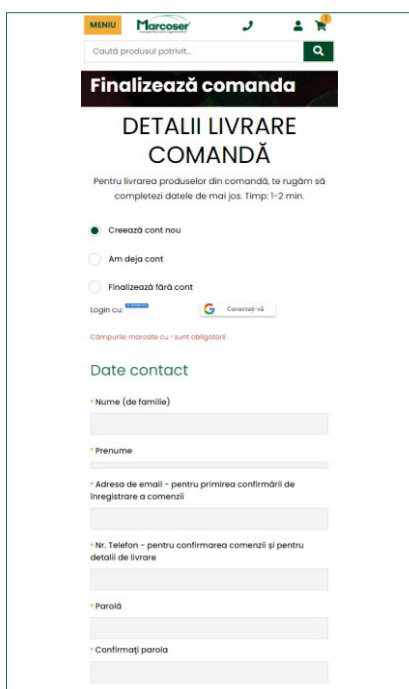 MENIU
Marcoser
1
Caută produsul potrivit...
Finalizează comanda
DETALII LIVRARE
COMANDĂ
Pentru livrarea produselor din comandă, te rugăm să
completezi datele de mai jos. Timp: 1-2 min.
Creează cont nou
Am deja cont
Finalizează fără cont
Login cu:
G Conectați-vă
Câmpurile marcate cu * sunt obligatorii
Date contact
* Nume (de familie)
* Prenume
* Adresa de email - pentru primirea confirmării de
înregistrare a comenzii
* Nr. Telefon - pentru confirmarea comenzii și pentru
detalii de livrare
* Parolă
* Confirmați parola